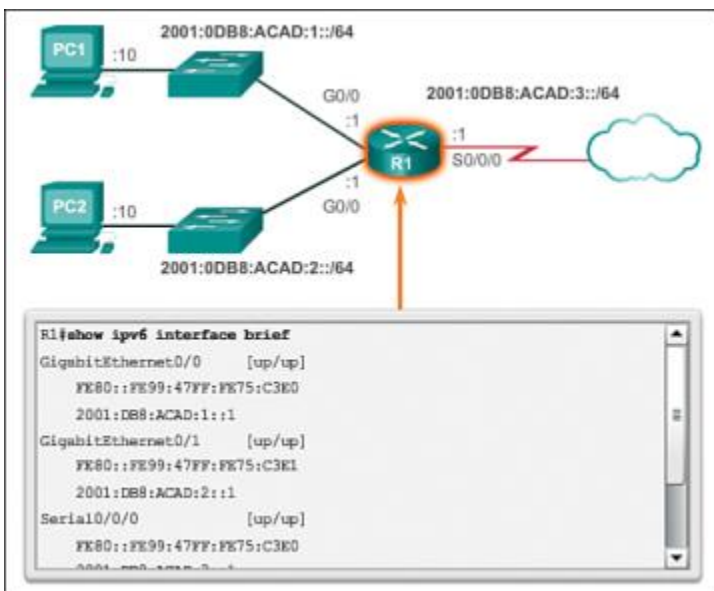 2001:0DB8:ACAD:1::/64
PC1
:10
G0/0
:1
2001:0DB8:ACAD:3::/64
:1
R1
S0/0/0
:1
G0/0
PC2
:10
2001:0DB8:ACAD:2::/64
R1#show ipv6 interface brief
GigabitEthernet0/0 [up/up]
FE80::FE99:47FF:FE75:C3E0
2001:DB8:ACAD:1::1
GigabitEthernet0/1 [up/up]
FE80::FE99:47FF:FE75:C3E1
2001:DB8:ACAD:2::1
Serial0/0/0 [up/up]
FE80::FE99:47FF:FE75:C3E0